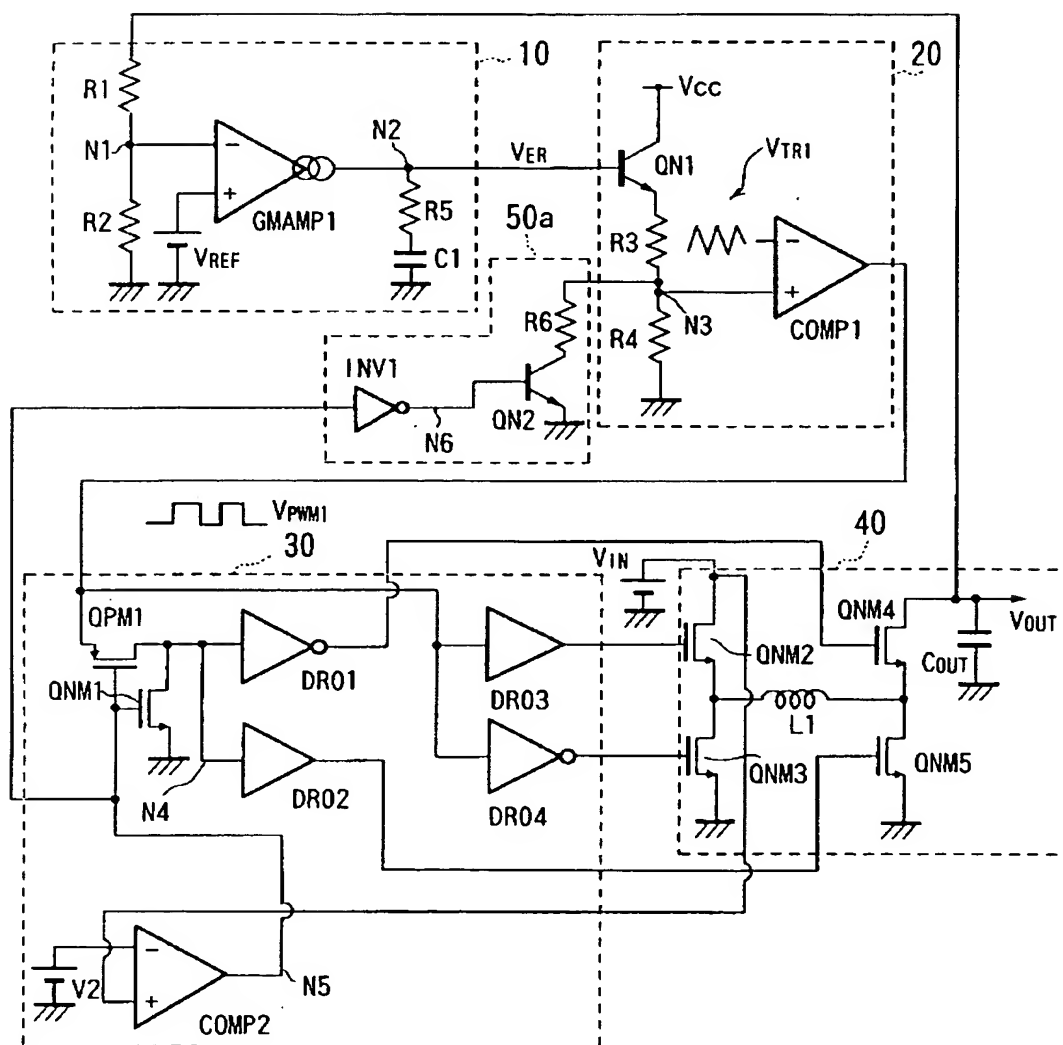 10
20
R1
VCC
N1
N2
VER
QN1
VTR1
R2
GMAMP1
R5
50a
R3
VREF
C1
N3
COMP1
R6
R4
INV1
N6
QN2
VPWM1
30
VIN
40
QPM1
QNM4
VOUT
QNM1
DR01
DR03
QNM2
COUT
L1
QNM3
QNM5
N4
DR02
DR04
V2
N5
COMP2